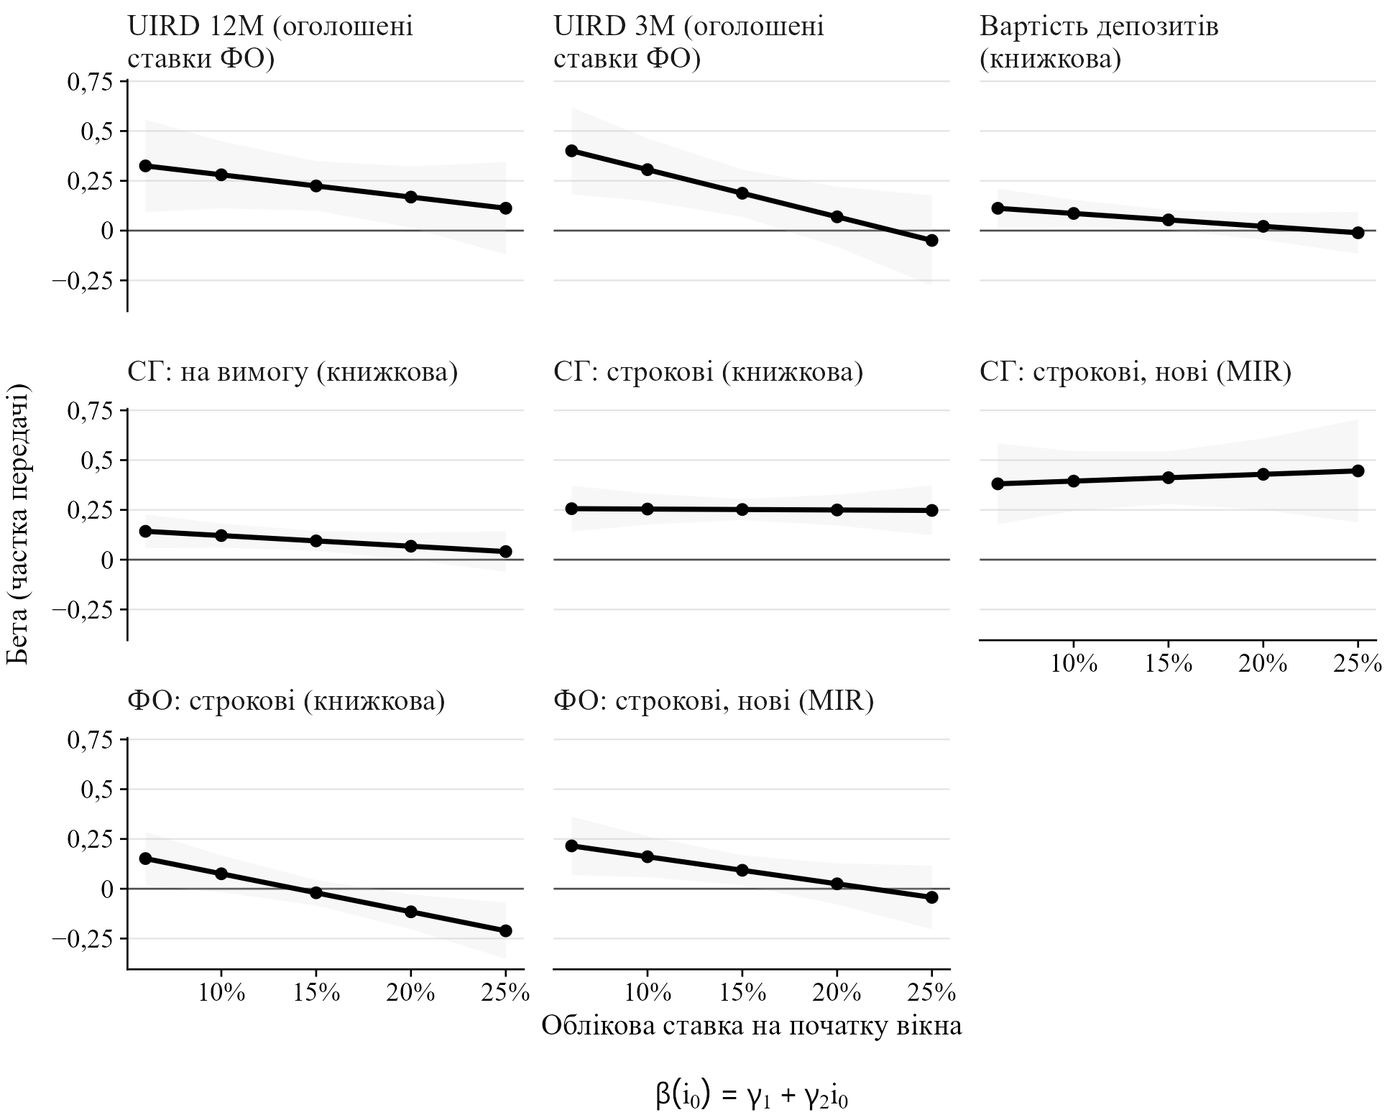 UIRD 12M (оголошені
ставки ФО)
UIRD 3M (оголошені
ставки ФО)
Вартість депозитів
(книжкова)
0,75
0,5
0,25
0
−0,25
СГ: на вимогу (книжкова)
СГ: строкові (книжкова)
СГ: строкові, нові (MIR)
Бета (частка передачі)
0,75
0,5
0,25
0
−0,25
10% 15% 20% 25%
ФО: строкові (книжкова)
ФО: строкові, нові (MIR)
0,75
0,5
0,25
0
−0,25
10% 15% 20% 25%
10% 15% 20% 25%
Облікова ставка на початку вікна
β(i₀) = γ₁ + γ₂i₀